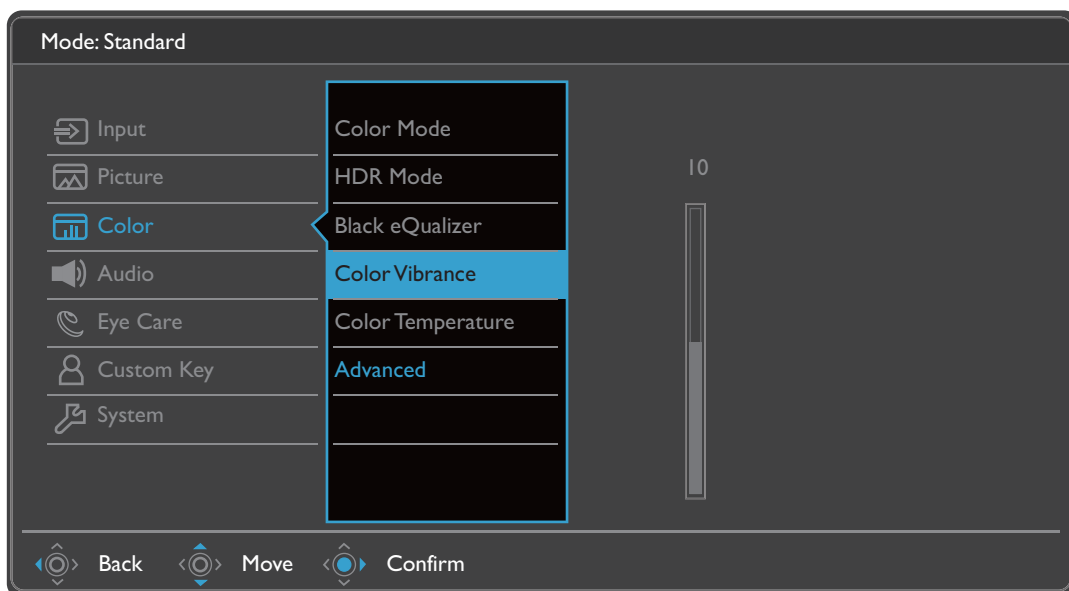 Mode: Standard
Input
Picture
Color
Audio
Eye Care
Custom Key
System
Color Mode
HDR Mode
Black eQualizer
Color Vibrance
Color Temperature
Advanced
10
Back Move Confirm